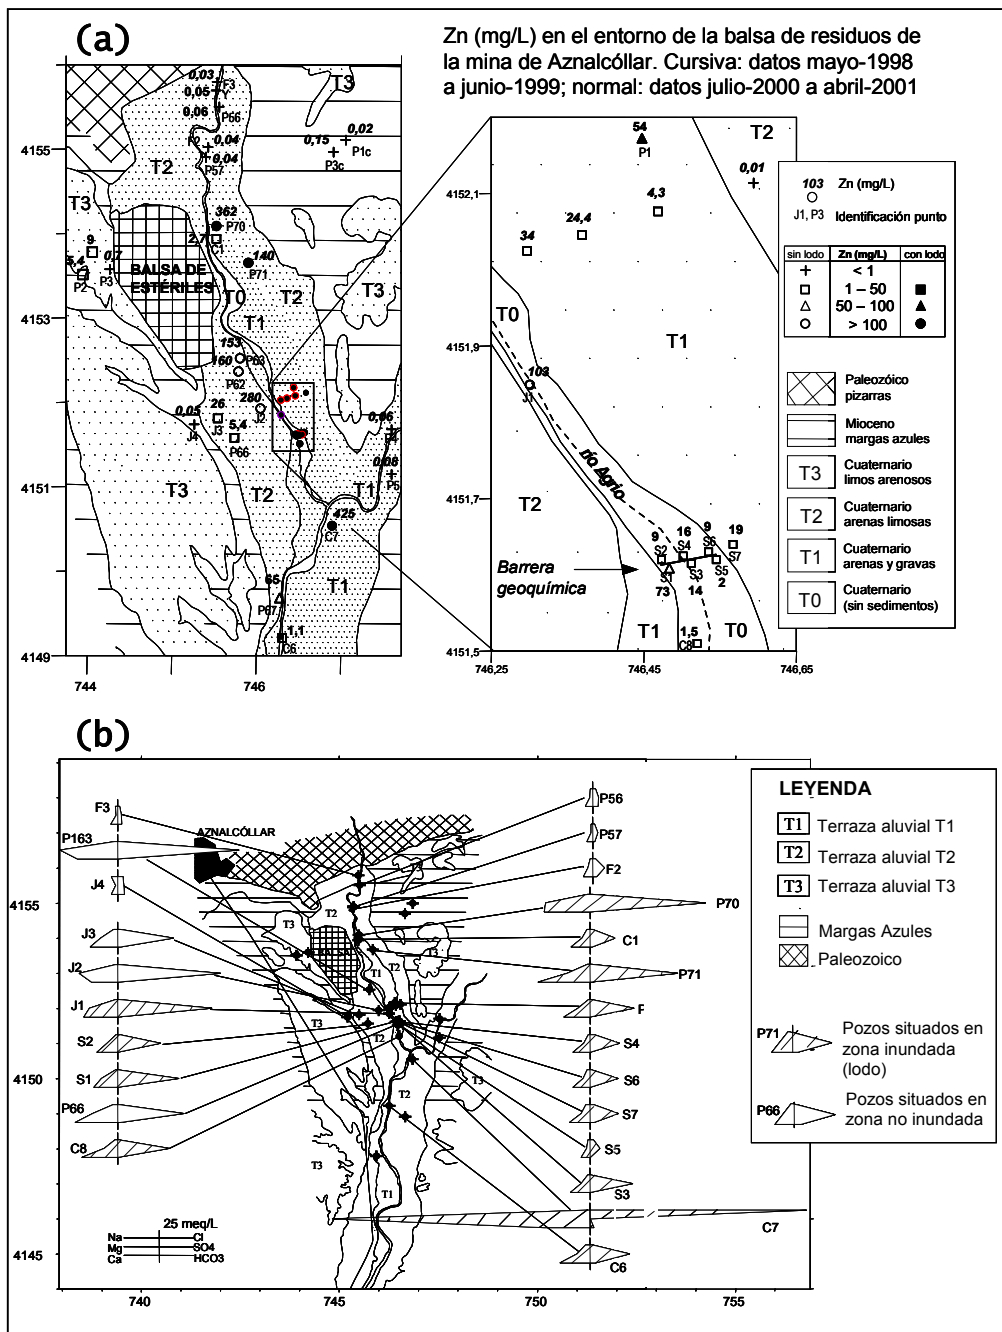 (a)
Zn (mg/L) en el entorno de la balsa de residuos de
la mina de Aznalcóllar. Cursiva: datos mayo-1998
a junio-1999; normal: datos julio-2000 a abril-2001
0,03
F3
0,05
0,06
P56
0,04
F2
0,04
P57
T3
0,02
0,15
P1c
P3c
4155
T2
T3
362
P70
2,7
C1
9
5,4
P2
0,7
P3
140
P71
BALSA DE
ESTÉRILES
T0
T2
T3
T1
4153
153
P63
160
P62
280
J2
26
J3
0,05
J4
5,4
P66
0,06
P4
0,08
P5
4151
T3
T2
T1
425
C7
65
P67
T1
1,1
C6
4149
744
746
54
P1
T2
0,01
4152,1
4,3
24,4
34
T0
T1
4151,9
103
J1
río Agrio
4151,7
T2
Barrera
geoquímica
9
S2
16
S4
9
S6
19
S7
S1
S3
S5
73
14
2
T1
1,5
C8
T0
4151,5
746,25
746,45
746,65
103
Zn (mg/L)
J1, P3
Identificación punto
sin lodo
Zn (mg/L)
con lodo
< 1
1 – 50
50 – 100
> 100
Paleozóico
pizarras
Mioceno
margas azules
T3
Cuaternario
limos arenosos
T2
Cuaternario
arenas limosas
T1
Cuaternario
arenas y gravas
T0
Cuaternario
(sin sedimentos)
(b)
F3
P163
J4
J3
J2
J1
S2
S1
P66
C8
AZNALCÓLLAR
P56
P57
F2
P70
C1
P71
P
S4
S6
S7
S5
S3
C7
C6
T2
T3
T1
T2
T3
T3
T2
T3
T2
T3
T1
4155
4150
4145
25 meq/L
Na
Cl
Mg
SO4
Ca
HCO3
740
745
750
755
LEYENDA
T1 Terraza aluvial T1
T2 Terraza aluvial T2
T3 Terraza aluvial T3
Margas Azules
Paleozoico
P71
Pozos situados en
zona inundada
(lodo)
P66
Pozos situados en
zona no inundada